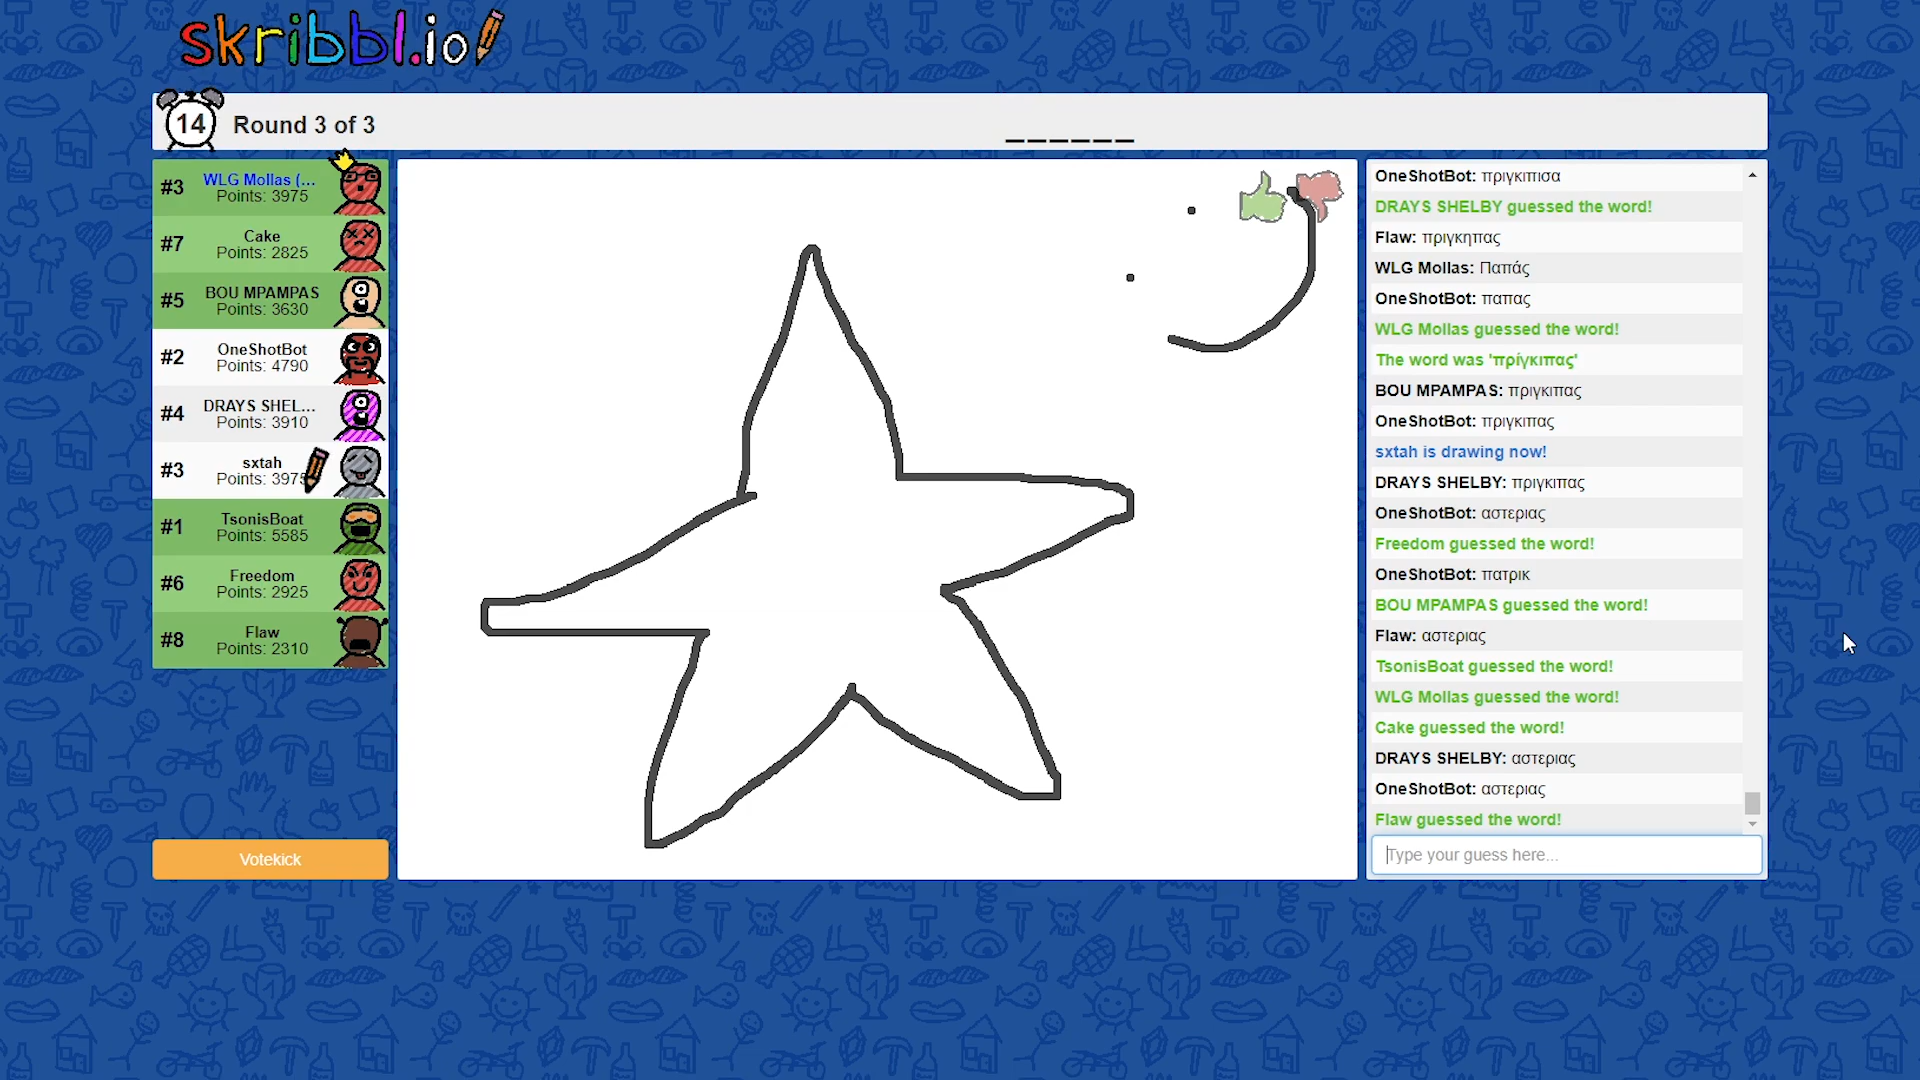 skribbl.io
14 Round 3 of 3 ______
#3 WLG Mollas (...
Points: 3975
#7 Cake
Points: 2825
#5 BOU MPAMPAS
Points: 3630
#2 OneShotBot
Points: 4790
#4 DRAYS SHEL...
Points: 3910
#3 sxtah
Points: 3975
#1 TsonisBoat
Points: 5585
#6 Freedom
Points: 2925
#8 Flaw
Points: 2310
Votekick
OneShotBot: πριγκιπισα
DRAYS SHELBY guessed the word!
Flaw: πριγκηπας
WLG Mollas: Παπάς
OneShotBot: παπας
WLG Mollas guessed the word!
The word was 'πρίγκιπας'
BOU MPAMPAS: πριγκιπας
OneShotBot: πριγκιπας
sxtah is drawing now!
DRAYS SHELBY: πριγκιπας
OneShotBot: αστεριας
Freedom guessed the word!
OneShotBot: πατρικ
BOU MPAMPAS guessed the word!
Flaw: αστεριας
TsonisBoat guessed the word!
WLG Mollas guessed the word!
Cake guessed the word!
DRAYS SHELBY: αστεριας
OneShotBot: αστεριας
Flaw guessed the word!
Type your guess here...